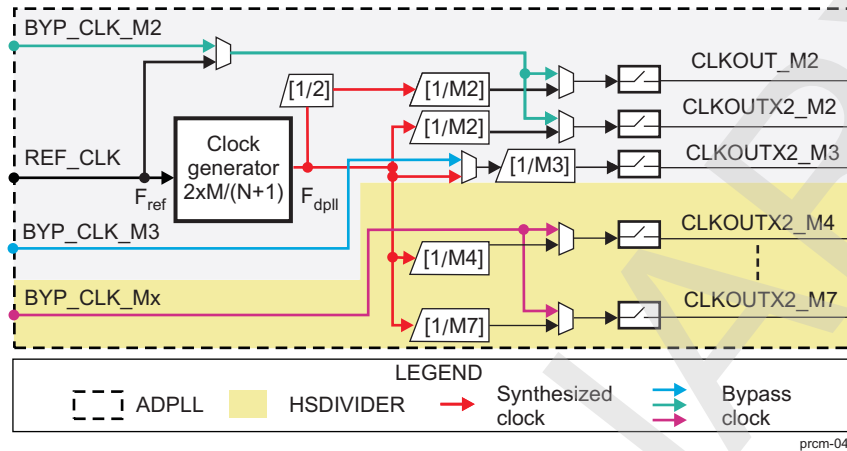 BYP_CLK_M2
CLKOUT_M2
[1/2]
[1/M2]
CLKOUTX2_M2
[1/M2]
REF_CLK
Clock
generator
2xM/(N+1)
CLKOUTX2_M3
[1/M3]
Fref
Fdpll
BYP_CLK_M3
CLKOUTX2_M4
[1/M4]
BYP_CLK_Mx
CLKOUTX2_M7
[1/M7]
LEGEND
ADPLL
HSDIVIDER
Synthesized
clock
Bypass
clock
prcm-04